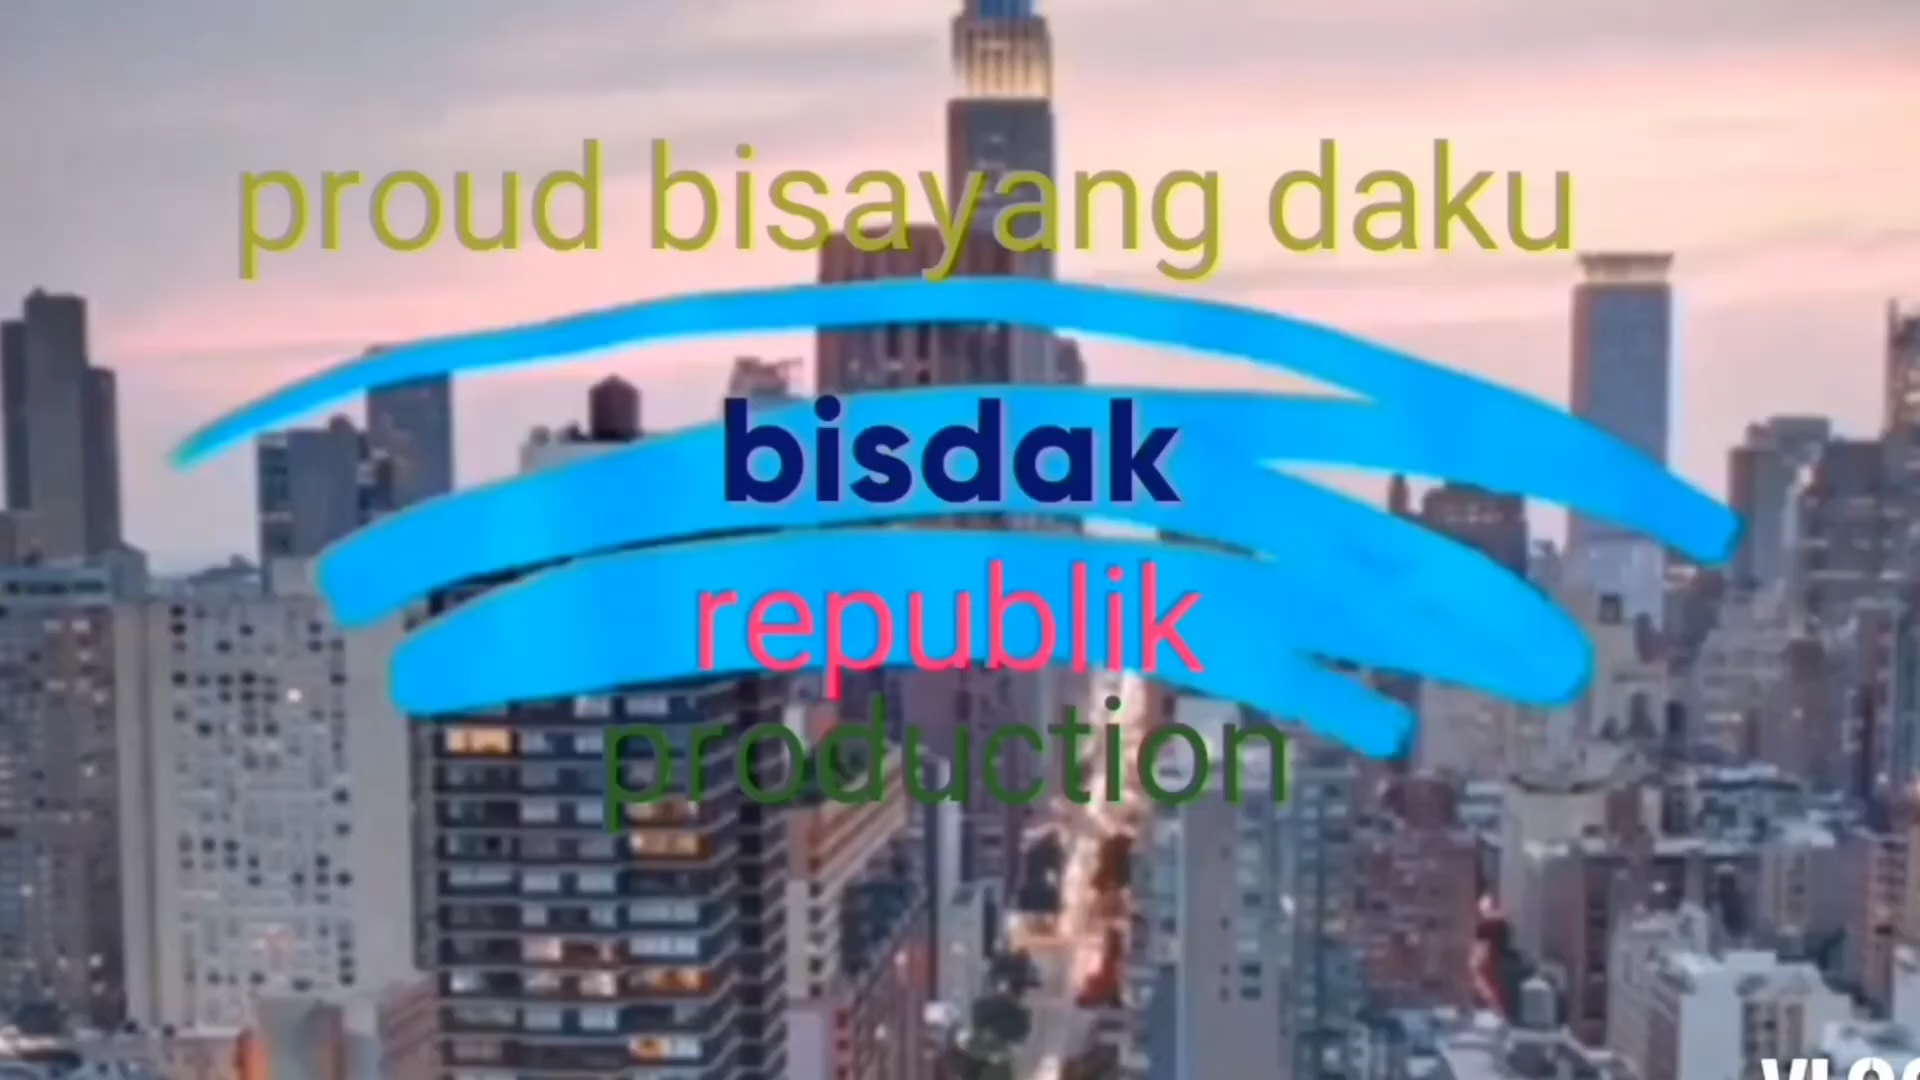 proud bisayang daku
bisdak
republik
production